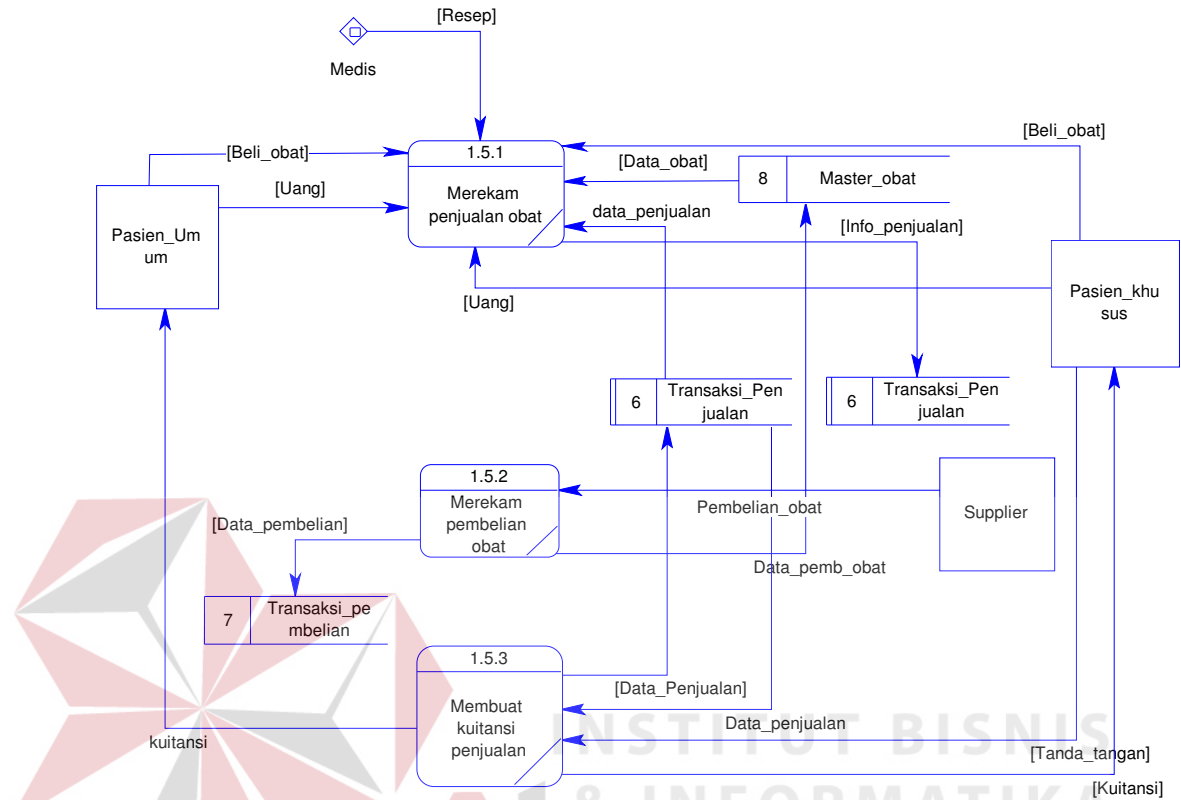 [Resep]
Medis
[Beli_obat]
[Beli_obat]
1.5.1
Merekam
penjualan obat
[Data_obat]
8
Master_obat
[Uang]
data_penjualan
[Info_penjualan]
Pasien_Um
um
Pasien_khu
sus
[Uang]
6
Transaksi_Pen
jualan
6
Transaksi_Pen
jualan
1.5.2
Merekam
pembelian
obat
Pembelian_obat
Supplier
[Data_pembelian]
Data_pemb_obat
7
Transaksi_pe
mbelian
1.5.3
Membuat
kuitansi
penjualan
[Data_Penjualan]
Data_penjualan
kuitansi
[Tanda_tangan]
[Kuitansi]
INSTITUT BISNIS
& INFORMATIKA